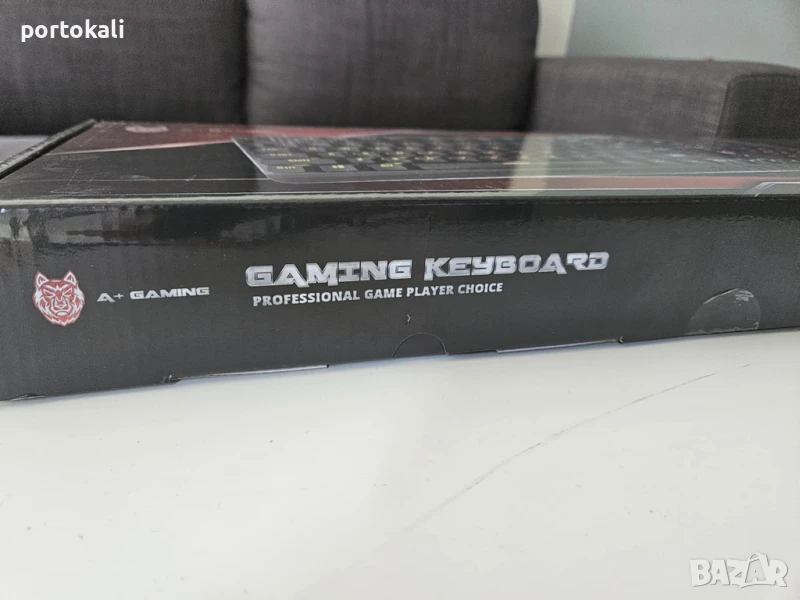 portokali
GAMING KEYBOARD
A+ GAMING
PROFESSIONAL GAME PLAYER CHOICE
BAZAR